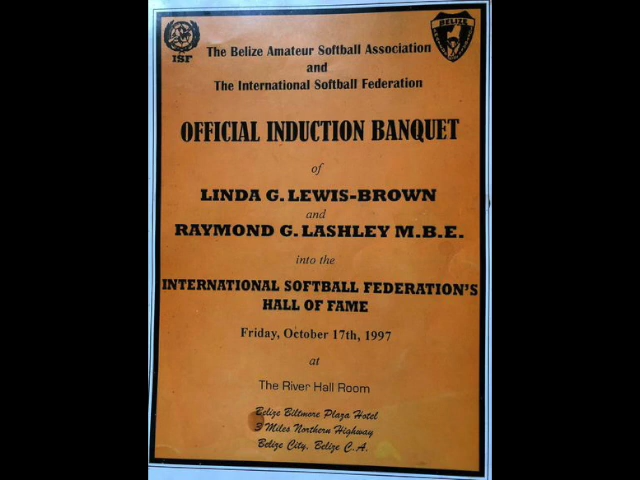 ISF
BELIZE
The Belize Amateur Softball Association
and
The International Softball Federation
OFFICIAL INDUCTION BANQUET
of
LINDA G. LEWIS-BROWN
and
RAYMOND G. LASHLEY M.B.E.
into the
INTERNATIONAL SOFTBALL FEDERATION'S
HALL OF FAME
Friday, October 17th, 1997
at
The River Hall Room
Belize Biltmore Plaza Hotel
3 Miles Northern Highway
Belize City, Belize C.A.